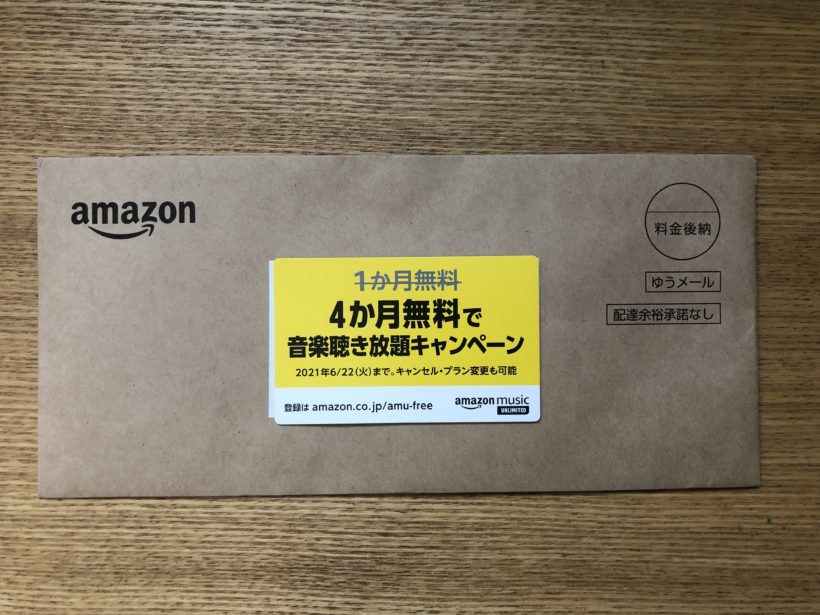 amazon
料金後納
ゆうメール
配達余裕承諾なし
1か月無料
4か月無料で
音楽聴き放題キャンペーン
2021年6/22(火)まで。キャンセル・プラン変更も可能
登録は amazon.co.jp/amu-free
amazon music
UNLIMITED